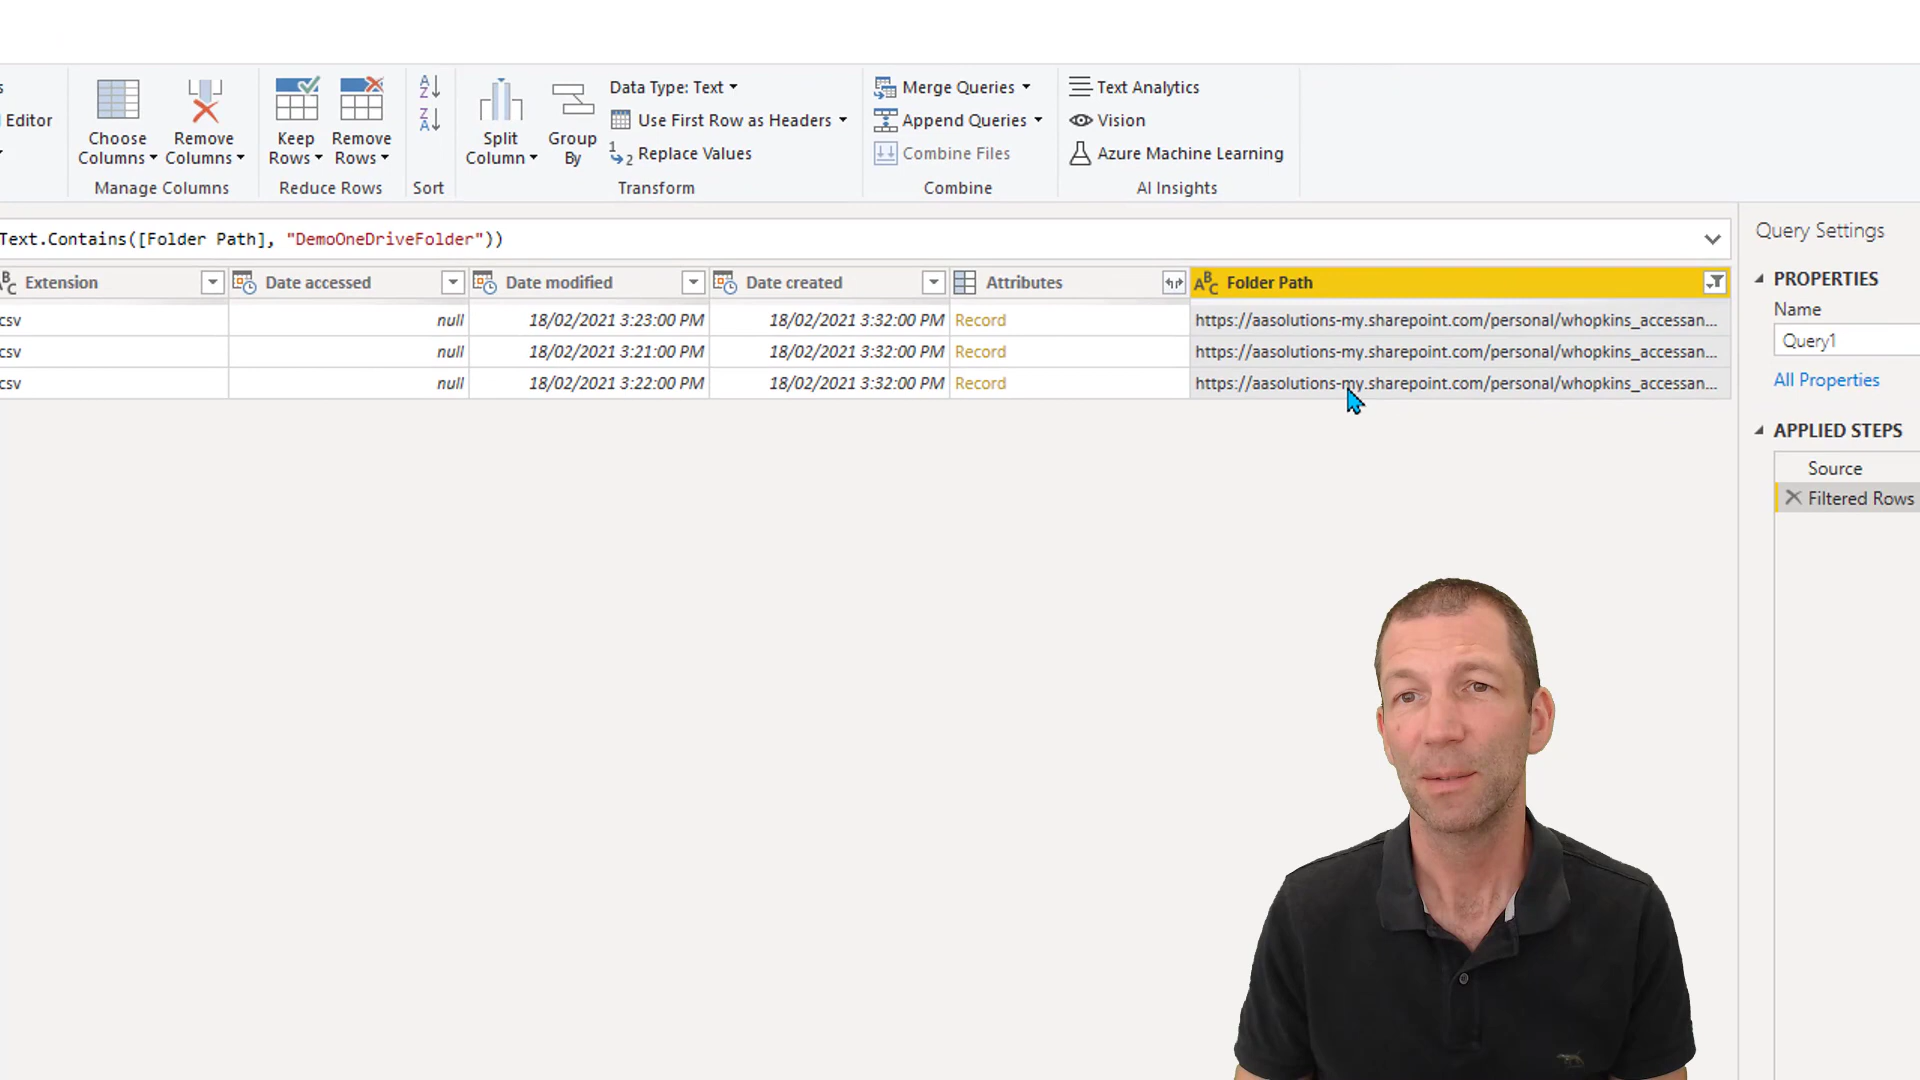 s
Editor
Choose Columns
Remove Columns
Manage Columns
Keep Rows
Remove Rows
Reduce Rows
Sort
Split Column
Group By
Data Type: Text
Use First Row as Headers
Replace Values
Transform
Merge Queries
Append Queries
Combine Files
Combine
Text Analytics
Vision
Azure Machine Learning
AI Insights
Text.Contains([Folder Path], "DemoOneDriveFolder"))
Extension Date accessed Date modified Date created Attributes Folder Path
csv null 18/02/2021 3:23:00 PM 18/02/2021 3:32:00 PM Record https://aasolutions-my.sharepoint.com/personal/whopkins_accessan...
csv null 18/02/2021 3:21:00 PM 18/02/2021 3:32:00 PM Record https://aasolutions-my.sharepoint.com/personal/whopkins_accessan...
csv null 18/02/2021 3:22:00 PM 18/02/2021 3:32:00 PM Record https://aasolutions-my.sharepoint.com/personal/whopkins_accessan...
Query Settings
PROPERTIES
Name
Query1
All Properties
APPLIED STEPS
Source
Filtered Rows